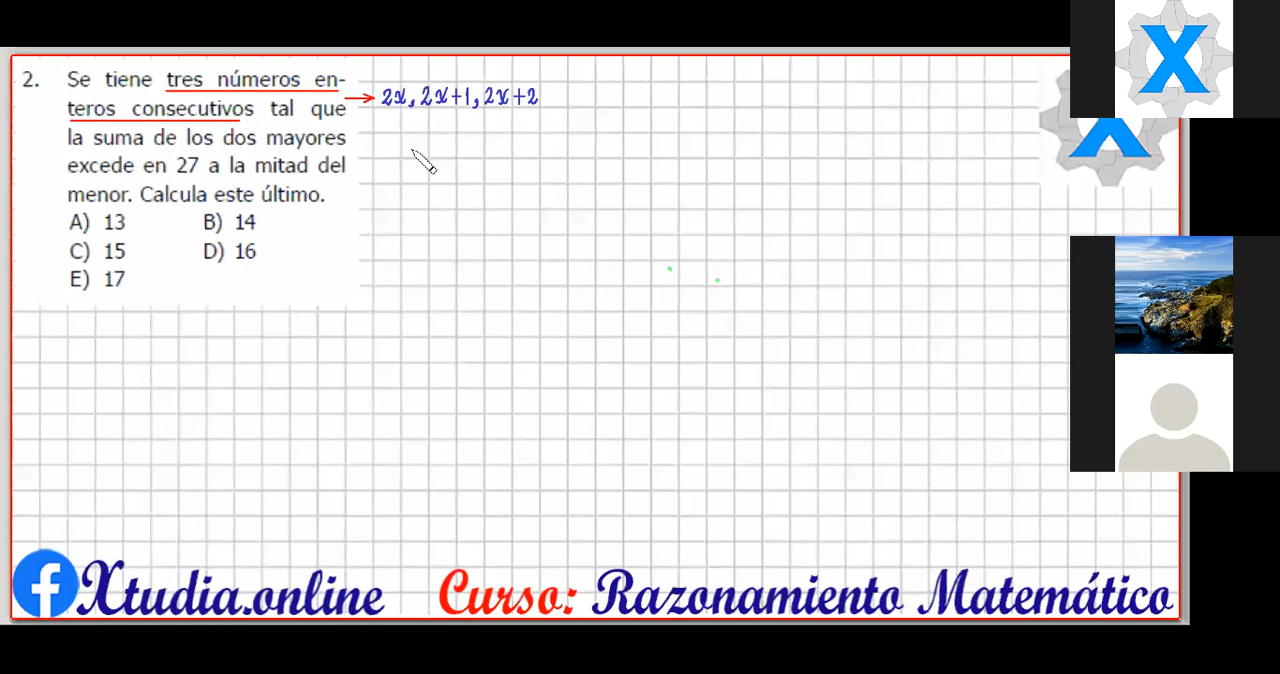 2. Se tiene tres números en-
teros consecutivos tal que
la suma de los dos mayores
excede en 27 a la mitad del
menor. Calcula este último.
A) 13 B) 14
C) 15 D) 16
E) 17
2x, 2x+1, 2x+2
X
X
Xtudia.online Curso: Razonamiento Matemático